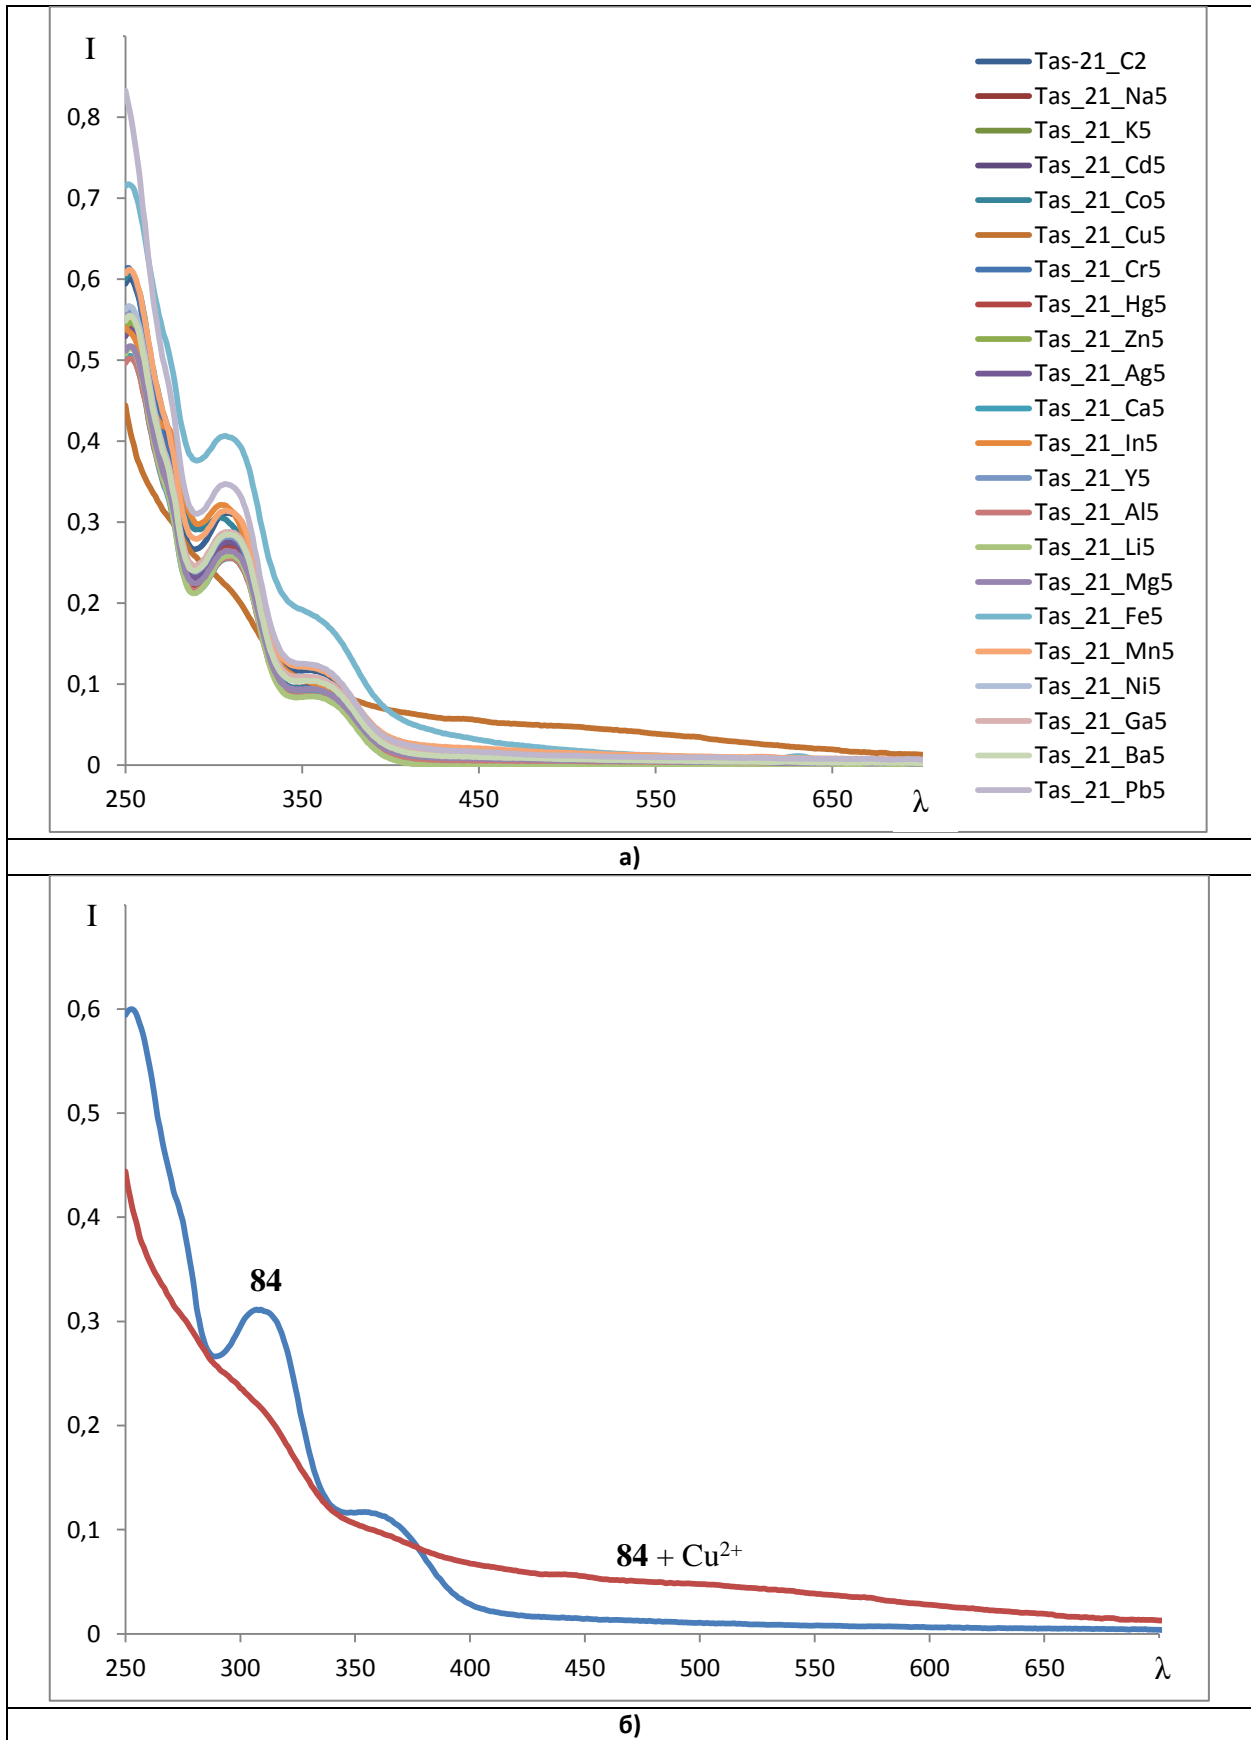 I
0,8
0,7
0,6
0,5
0,4
0,3
0,2
0,1
0
250 350 450 550 650 λ
Tas-21_C2
Tas_21_Na5
Tas_21_K5
Tas_21_Cd5
Tas_21_Co5
Tas_21_Cu5
Tas_21_Cr5
Tas_21_Hg5
Tas_21_Zn5
Tas_21_Ag5
Tas_21_Ca5
Tas_21_In5
Tas_21_Y5
Tas_21_Al5
Tas_21_Li5
Tas_21_Mg5
Tas_21_Fe5
Tas_21_Mn5
Tas_21_Ni5
Tas_21_Ga5
Tas_21_Ba5
Tas_21_Pb5
а)
I
0,6
0,5
0,4
0,3
0,2
0,1
0
84
84 + Cu²⁺
250 300 350 400 450 500 550 600 650 λ
б)